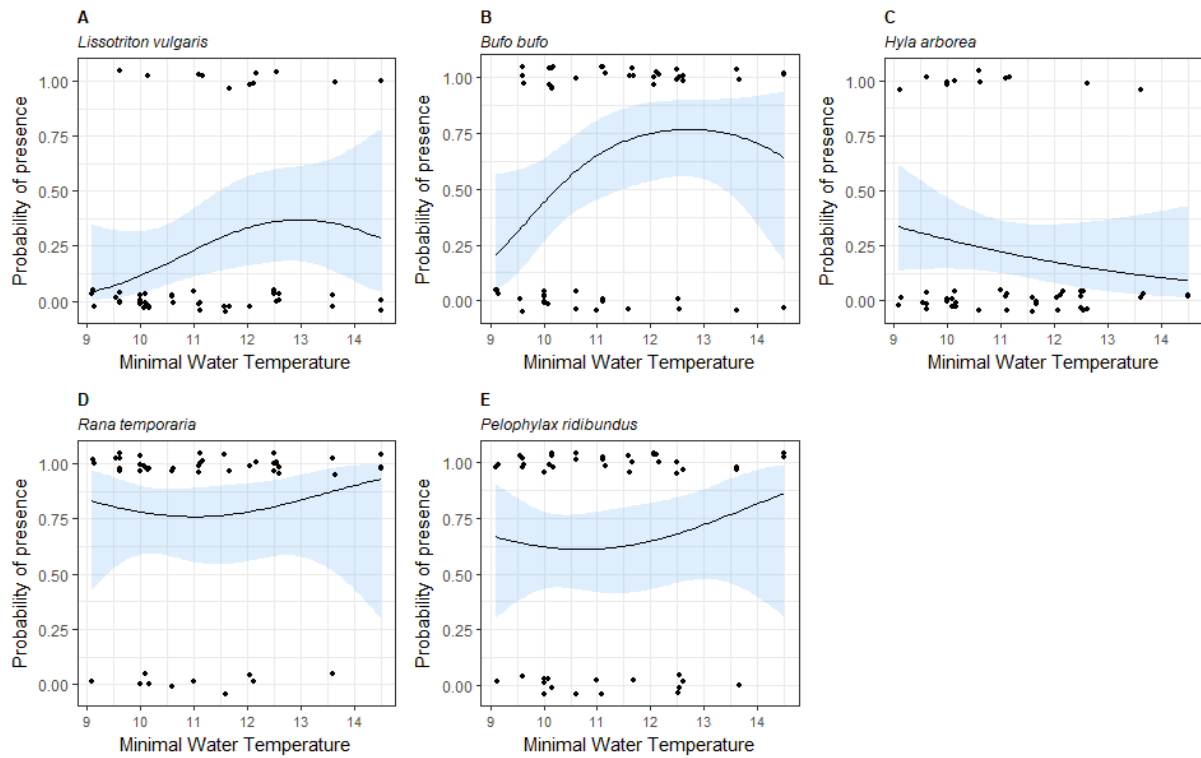 A
Lissotriton vulgaris
Probability of presence
1.00
0.75
0.50
0.25
0.00
9 10 11 12 13 14
Minimal Water Temperature
B
Bufo bufo
Probability of presence
1.00
0.75
0.50
0.25
0.00
9 10 11 12 13 14
Minimal Water Temperature
C
Hyla arborea
Probability of presence
1.00
0.75
0.50
0.25
0.00
9 10 11 12 13 14
Minimal Water Temperature
D
Rana temporaria
Probability of presence
1.00
0.75
0.50
0.25
0.00
9 10 11 12 13 14
Minimal Water Temperature
E
Pelophylax ridibundus
Probability of presence
1.00
0.75
0.50
0.25
0.00
9 10 11 12 13 14
Minimal Water Temperature